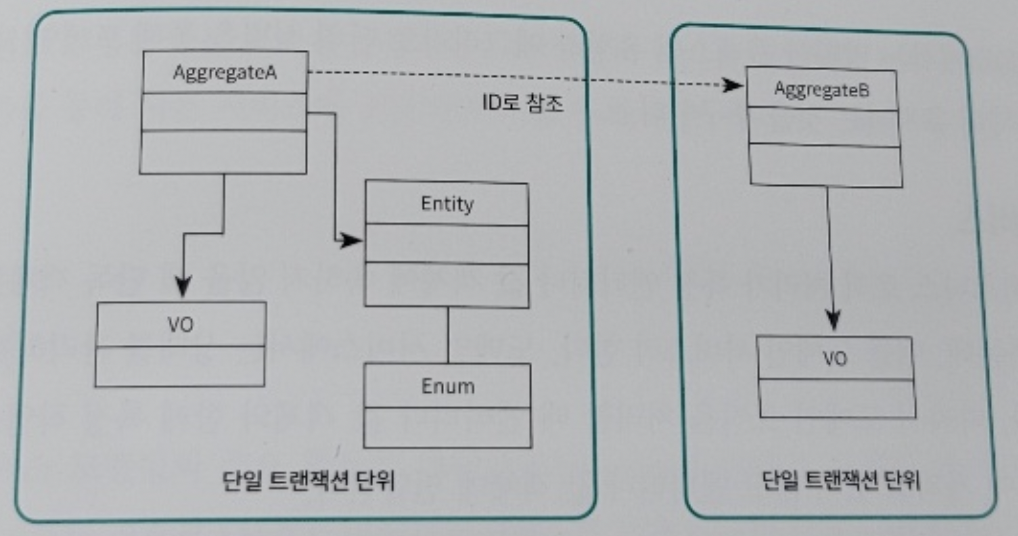 AggregateA
ID로 참조
Entity
VO
Enum
단일 트랜잭션 단위
AggregateB
VO
단일 트랜잭션 단위